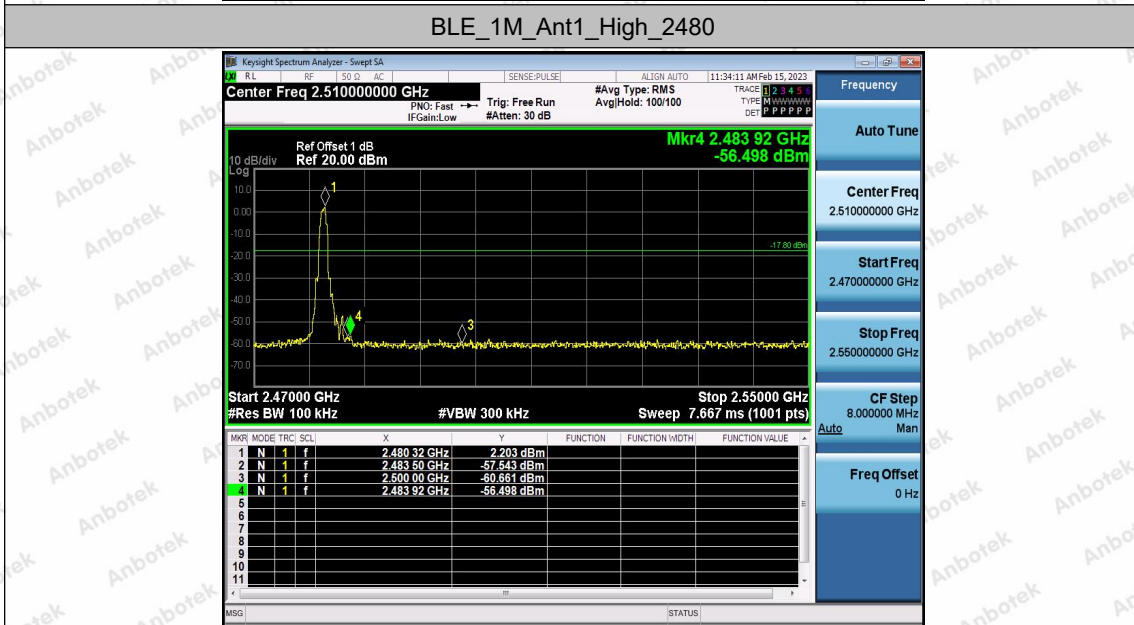 BLE_1M_Ant1_High_2480
Keysight Spectrum Analyzer - Swept SA
LXI RL RF 50 Ω AC SENSE:PULSE ALIGN AUTO 11:34:11 AM Feb 15, 2023
Center Freq 2.510000000 GHz
PNO: Fast
IFGain:Low
Trig: Free Run
#Atten: 30 dB
#Avg Type: RMS
Avg|Hold: 100/100
TRACE 1 2 3 4 5 6
TYPE M WWWWW
DET P P P P P P
Mkr4 2.483 92 GHz
-56.498 dBm
Ref Offset 1 dB
10 dB/div Ref 20.00 dBm
Log
10.0
0.00
-10.0
-20.0
-30.0
-40.0
-50.0
-60.0
-70.0
1
4
3
-17.80 dBm
Start 2.47000 GHz Stop 2.55000 GHz
#Res BW 100 kHz #VBW 300 kHz Sweep 7.667 ms (1001 pts)
MKR MODE TRC SCL X Y FUNCTION FUNCTION WIDTH FUNCTION VALUE
1 N 1 f 2.480 32 GHz 2.203 dBm
2 N 1 f 2.483 50 GHz -57.543 dBm
3 N 1 f 2.500 00 GHz -60.661 dBm
4 N 1 f 2.483 92 GHz -56.498 dBm
5
6
7
8
9
10
11
MSG STATUS
Frequency
Auto Tune
Center Freq
2.510000000 GHz
Start Freq
2.470000000 GHz
Stop Freq
2.550000000 GHz
CF Step
8.000000 MHz
Auto Man
Freq Offset
0 Hz
Anbotek